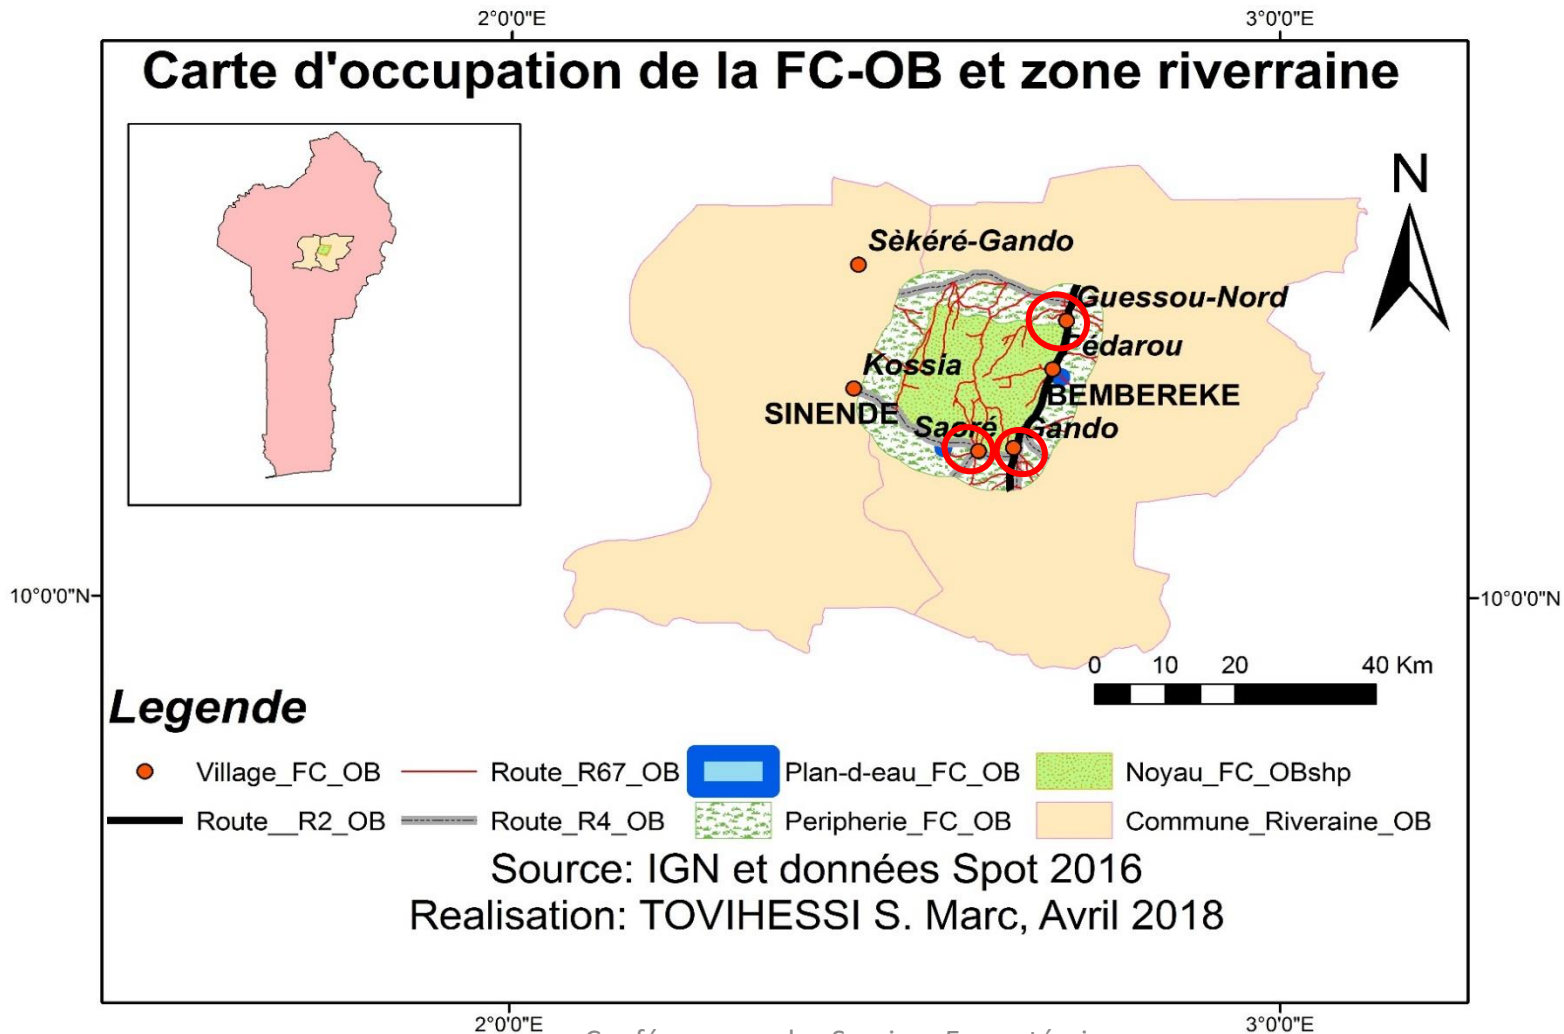 2°0'0"E
3°0'0"E
Carte d'occupation de la FC-OB et zone riverraine
N
Sèkéré-Gando
Guessou-Nord
édarou
Kossia
BEMBEREKE
SINENDE
Sacré
Gando
10°0'0"N
10°0'0"N
0 10 20 40 Km
Legende
Village_FC_OB
Route_R67_OB
Plan-d-eau_FC_OB
Noyau_FC_OBshp
Route__R2_OB
Route_R4_OB
Peripherie_FC_OB
Commune_Riveraine_OB
Source: IGN et données Spot 2016
Realisation: TOVIHESSI S. Marc, Avril 2018
2°0'0"E
3°0'0"E